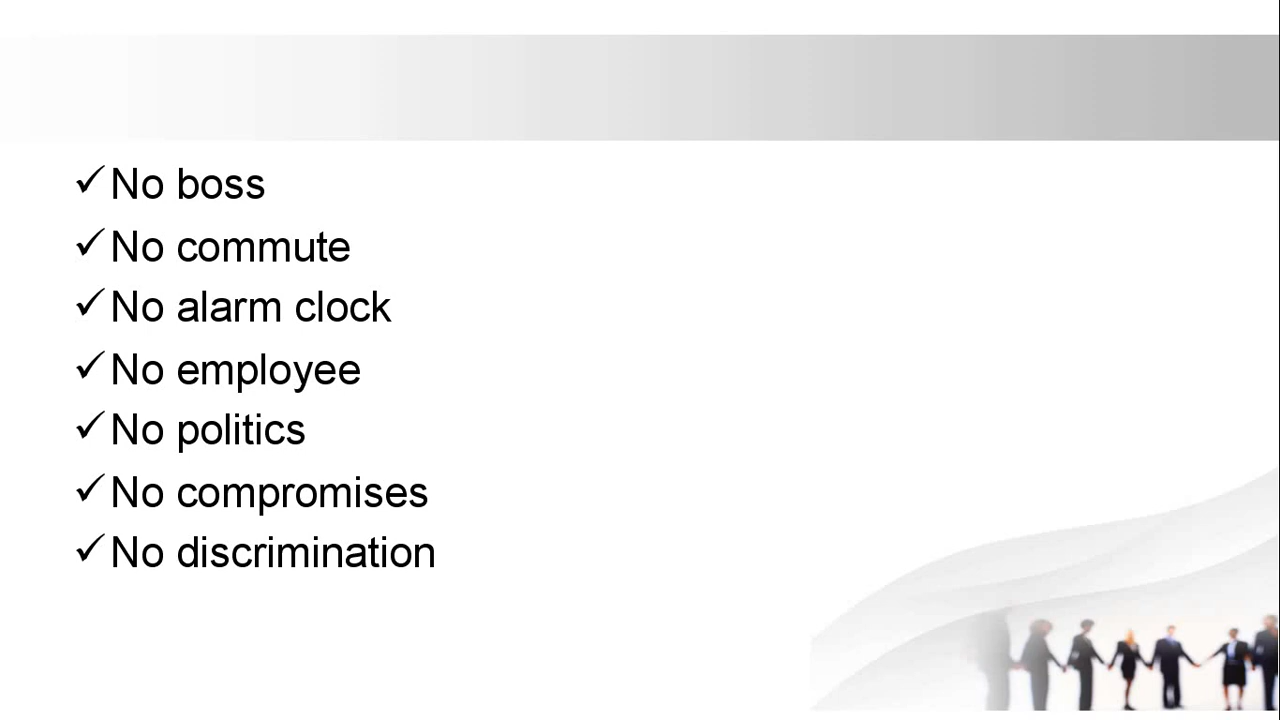 ✓No boss
✓No commute
✓No alarm clock
✓No employee
✓No politics
✓No compromises
✓No discrimination